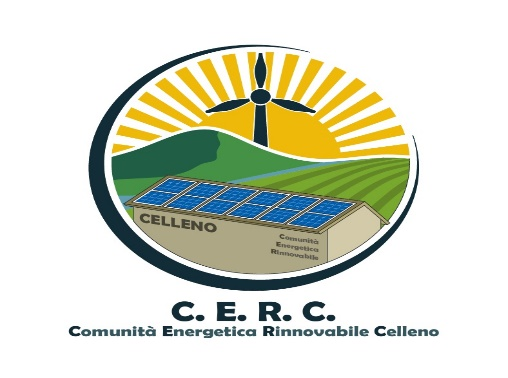 CELLENO
Comunità
Energetica
Rinnovabile
C. E. R. C.
Comunità Energetica Rinnovabile Celleno